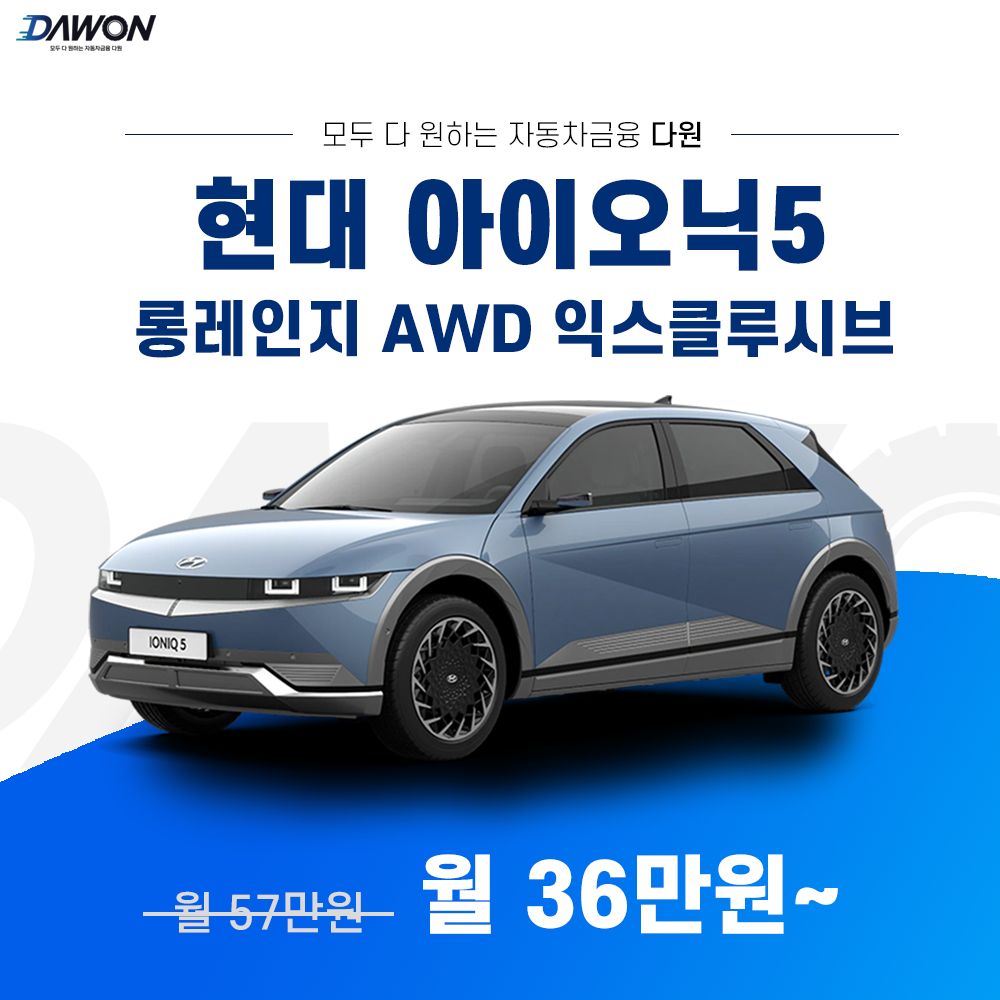 DAWON
모두 다 원하는 자동차금융 다원
모두 다 원하는 자동차금융 다원
현대 아이오닉5
롱레인지 AWD 익스클루시브
IONIQ 5
월 57만원 월 36만원~